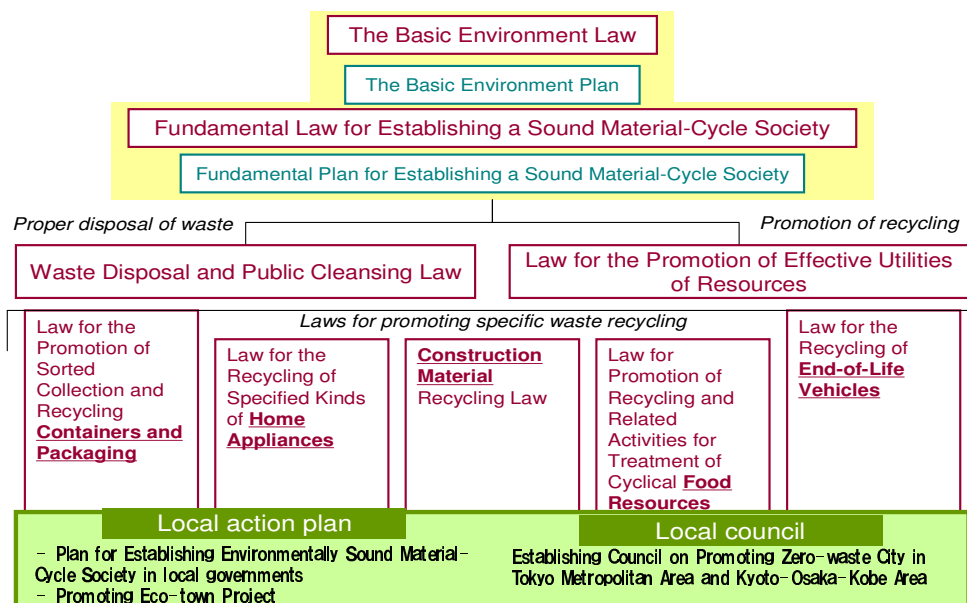 The Basic Environment Law
The Basic Environment Plan
Fundamental Law for Establishing a Sound Material-Cycle Society
Fundamental Plan for Establishing a Sound Material-Cycle Society
Proper disposal of waste
Promotion of recycling
Waste Disposal and Public Cleansing Law
Law for the Promotion of Effective Utilities
of Resources
Laws for promoting specific waste recycling
Law for the
Promotion of
Sorted
Collection and
Recycling
Containers and
Packaging
Law for the
Recycling of
Specified Kinds
of Home
Appliances
Construction
Material
Recycling Law
Law for
Promotion of
Recycling and
Related
Activities for
Treatment of
Cyclical Food
Resources
Law for the
Recycling of
End-of-Life
Vehicles
Local action plan
- Plan for Establishing Environmentally Sound Material-
Cycle Society in local governments
- Promoting Eco-town Project
Local council
Establishing Council on Promoting Zero-waste City in
Tokyo Metropolitan Area and Kyoto-Osaka-Kobe Area